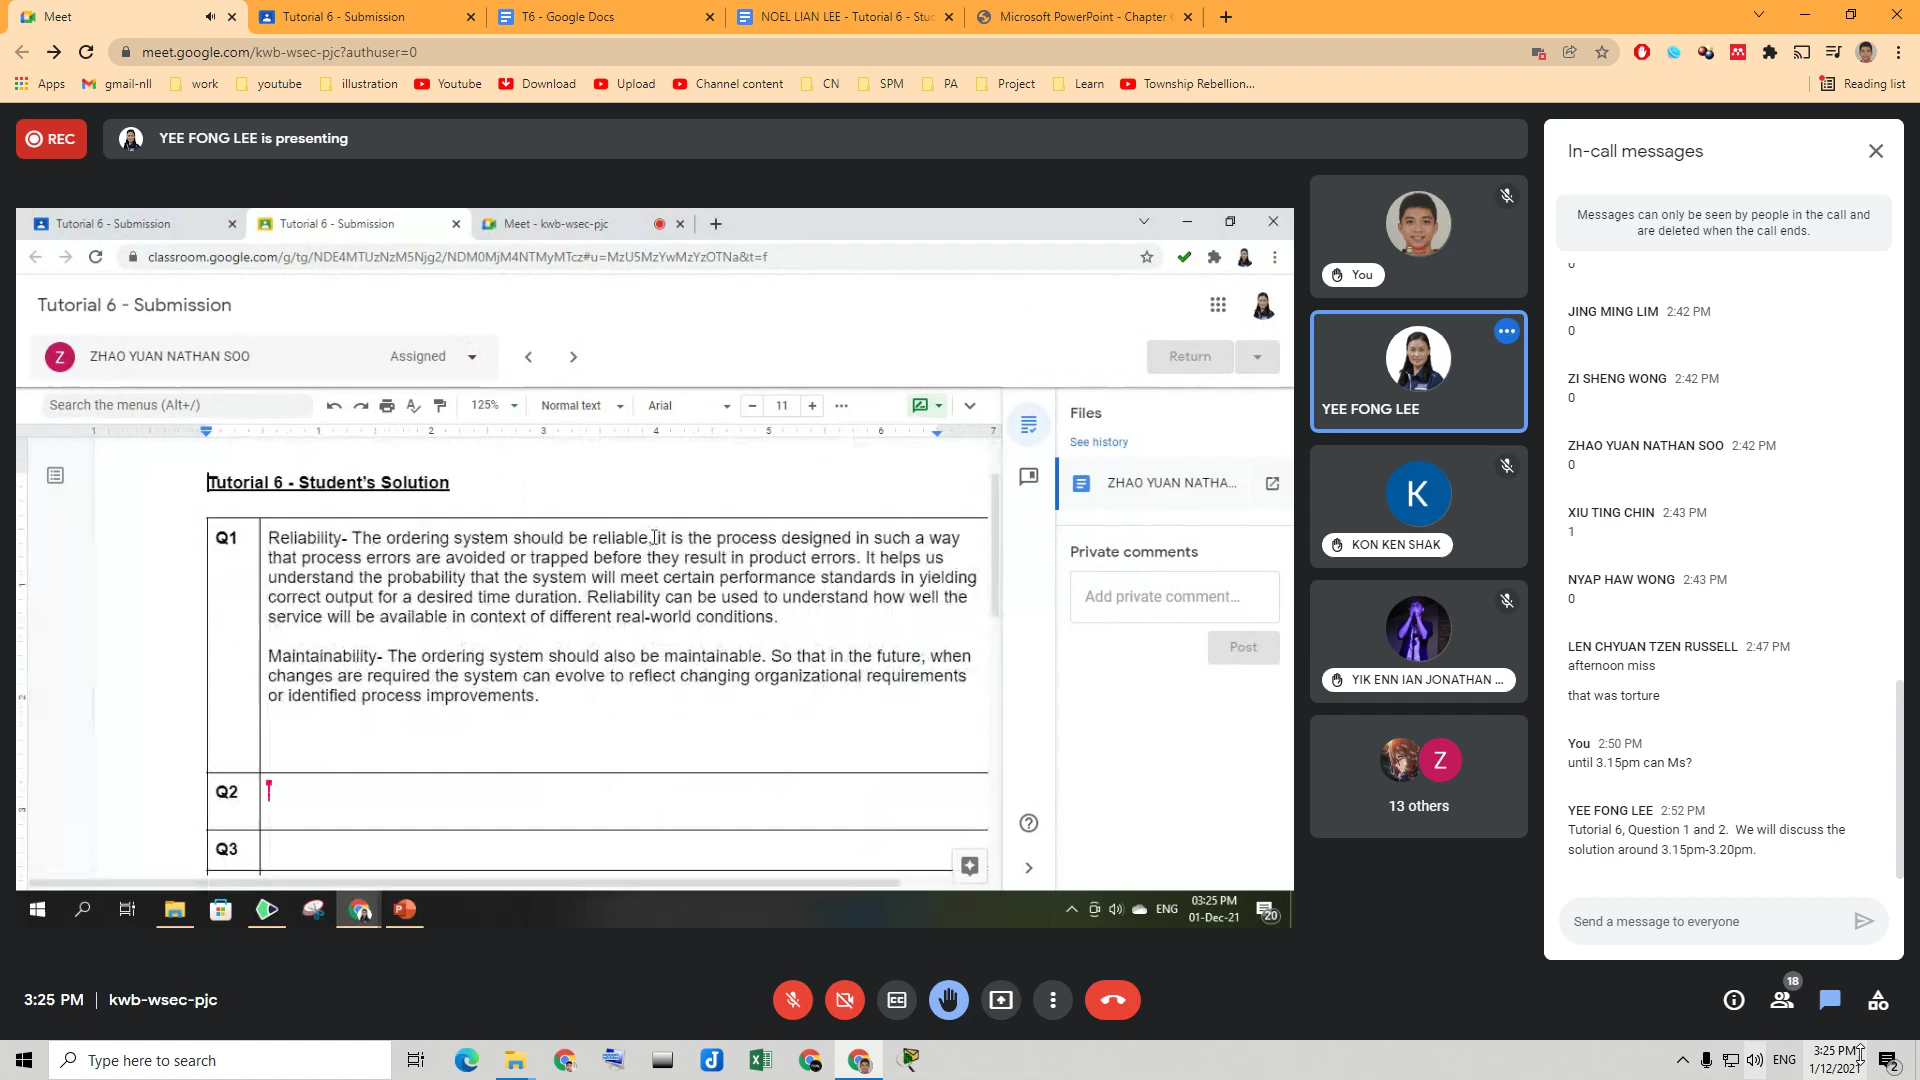 Meet
Tutorial 6 - Submission
T6 - Google Docs
NOEL LIAN LEE - Tutorial 6 - Stud
Microsoft PowerPoint - Chapter
meet.google.com/kwb-wsec-pjc?authuser=0
Apps
gmail-nll
work
youtube
illustration
Youtube
Download
Upload
Channel content
CN
SPM
PA
Project
Learn
Township Rebellion...
Reading list
REC
YEE FONG LEE is presenting
Tutorial 6 - Submission
Tutorial 6 - Submission
Meet - kwb-wsec-pjc
classroom.google.com/g/tg/NDE4MTUzNzM5Njg2/NDM0MjM4NTMyMTcz#u=MzU5MzYwMzYzOTNa&t=f
Tutorial 6 - Submission
Z
ZHAO YUAN NATHAN SOO
Assigned
Return
Search the menus (Alt+/)
125%
Normal text
Arial
11
1 1 2 3 4 5 6 7
Files
See history
ZHAO YUAN NATHA...
Private comments
Add private comment...
Post
Tutorial 6 - Student's Solution
Q1
Reliability- The ordering system should be reliable, it is the process designed in such a way
that process errors are avoided or trapped before they result in product errors. It helps us
understand the probability that the system will meet certain performance standards in yielding
correct output for a desired time duration. Reliability can be used to understand how well the
service will be available in context of different real-world conditions.
Maintainability- The ordering system should also be maintainable. So that in the future, when
changes are required the system can evolve to reflect changing organizational requirements
or identified process improvements.
Q2
Q3
1
2
3
ENG
03:25 PM
01-Dec-21
20
You
YEE FONG LEE
K
KON KEN SHAK
YIK ENN IAN JONATHAN ...
Z
13 others
In-call messages
Messages can only be seen by people in the call and
are deleted when the call ends.
0
JING MING LIM 2:42 PM
0
ZI SHENG WONG 2:42 PM
0
ZHAO YUAN NATHAN SOO 2:42 PM
0
XIU TING CHIN 2:43 PM
1
NYAP HAW WONG 2:43 PM
0
LEN CHYUAN TZEN RUSSELL 2:47 PM
afternoon miss
that was torture
You 2:50 PM
until 3.15pm can Ms?
YEE FONG LEE 2:52 PM
Tutorial 6, Question 1 and 2. We will discuss the
solution around 3.15pm-3.20pm.
Send a message to everyone
3:25 PM | kwb-wsec-pjc
CC
18
Type here to search
ENG
3:25 PM
1/12/2021
2